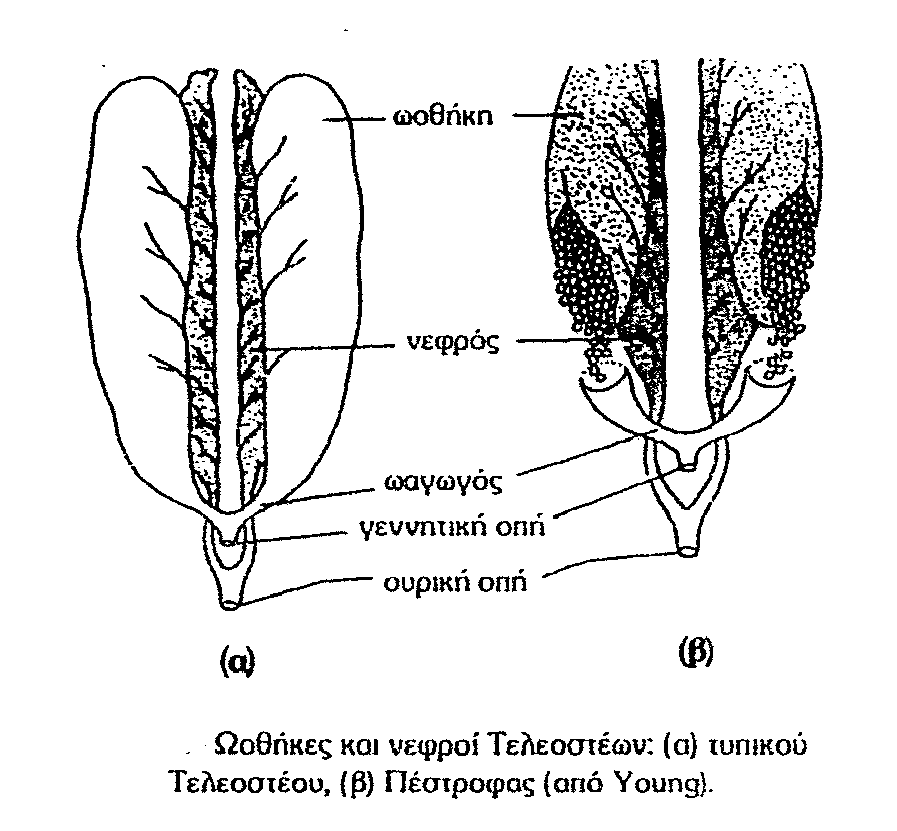 ωοθήκη
νεφρός
ωαγωγός
γεννητική οπή
ουρική οπή
(α)
(β)
Ωοθήκες και νεφροί Τελεοστέων: (α) τυπικού
Τελεοστέου, (β) Πέστροφας (από Young).